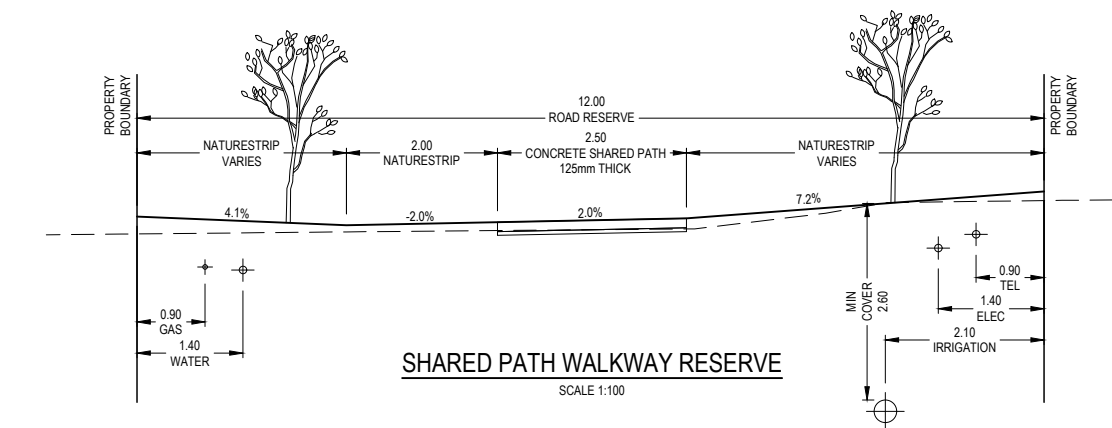 PROPERTY
BOUNDARY
12.00
ROAD RESERVE
PROPERTY
BOUNDARY
NATURESTRIP
VARIES
2.00
NATURESTRIP
2.50
CONCRETE SHARED PATH
125mm THICK
NATURESTRIP
VARIES
4.1%
-2.0%
2.0%
7.2%
0.90
GAS
1.40
WATER
MIN
COVER
2.60
0.90
TEL
1.40
ELEC
2.10
IRRIGATION
SHARED PATH WALKWAY RESERVE
SCALE 1:100